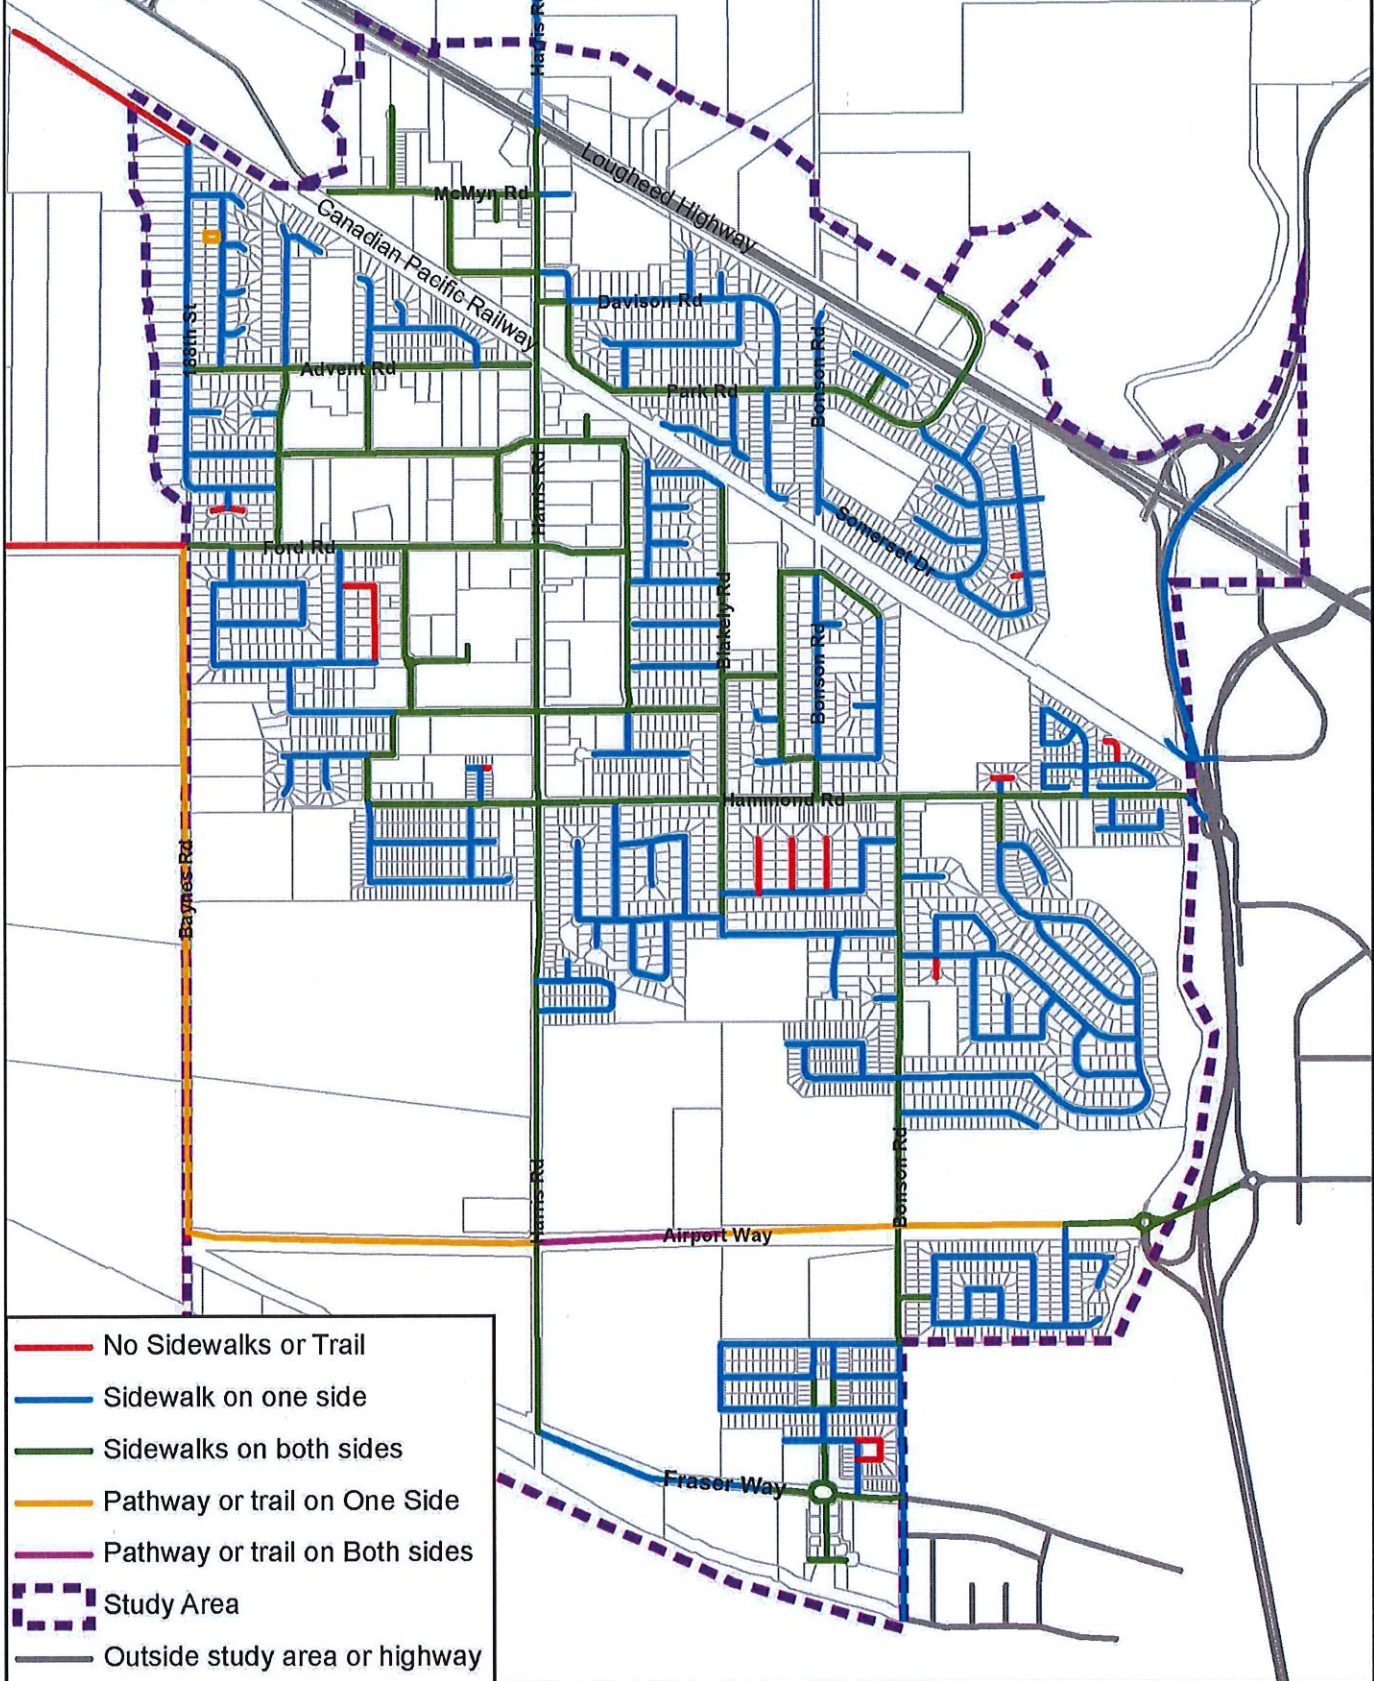 Harris Rd
Lougheed Highway
McMyn Rd
Canadian Pacific Railway
Davison Rd
188th St
Advent Rd
Park Rd
Bonson Rd
Harris Rd
Somerset Dr
Ford Rd
Blakely Rd
Bonson Rd
Hammond Rd
Baynes Rd
Bonson Rd
Harris Rd
Airport Way
Fraser Way
No Sidewalks or Trail
Sidewalk on one side
Sidewalks on both sides
Pathway or trail on One Side
Pathway or trail on Both sides
Study Area
Outside study area or highway